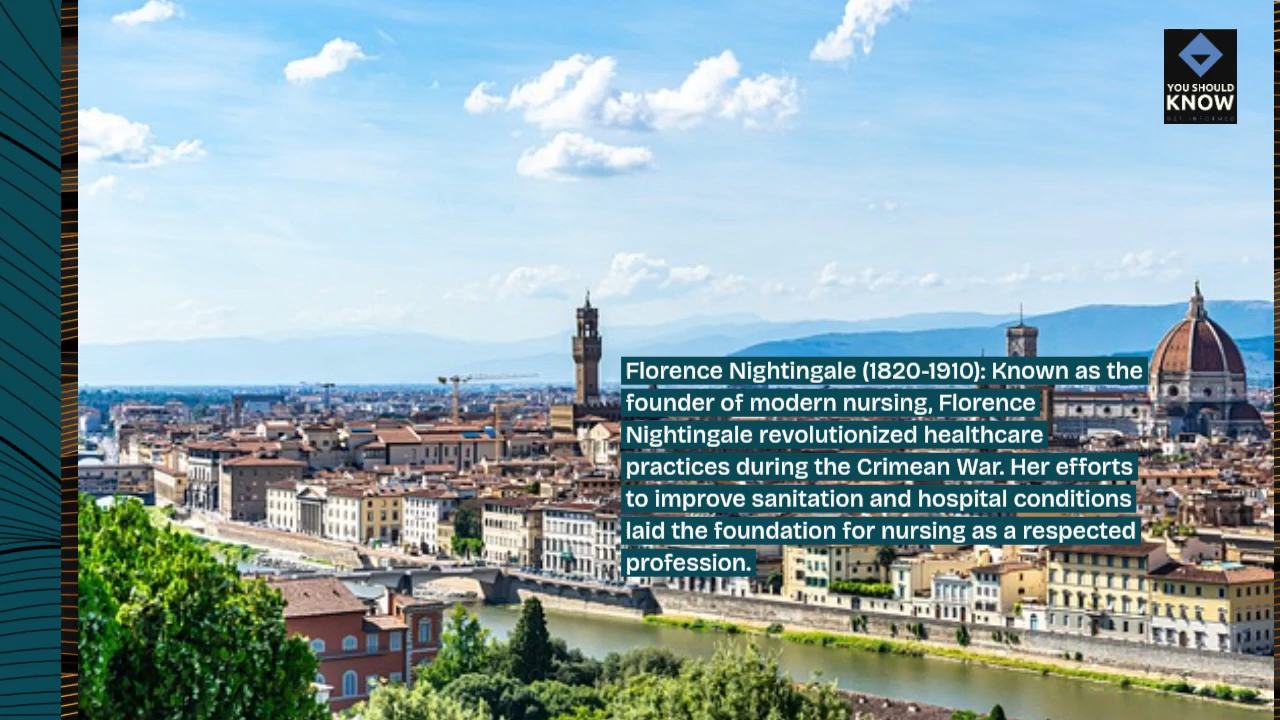 YOU SHOULD
KNOW
GET INFORMED
Florence Nightingale (1820-1910): Known as the
founder of modern nursing, Florence
Nightingale revolutionized healthcare
practices during the Crimean War. Her efforts
to improve sanitation and hospital conditions
laid the foundation for nursing as a respected
profession.